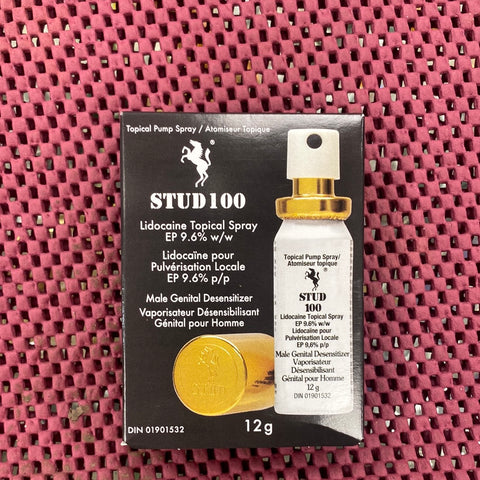 Topical Pump Spray / Atomiseur Topique
®
STUD 100
Lidocaine Topical Spray
EP 9.6% w/w
Lidocaïne pour
Pulvérisation Locale
EP 9.6% p/p
Male Genital Desensitizer
Vaporisateur Désensibilisant
Génital pour Homme
DIN 01901532
12g
Topical Pump Spray/
Atomiseur topique
®
STUD
100
Lidocaine Topical Spray
EP 9.6% w/w
Lidocaïne pour
Pulvérisation Locale
EP 9,6% p/p
Male Genital Desensitizer
Vaporisateur
Désensibilisant
Génital pour Homme
12 g